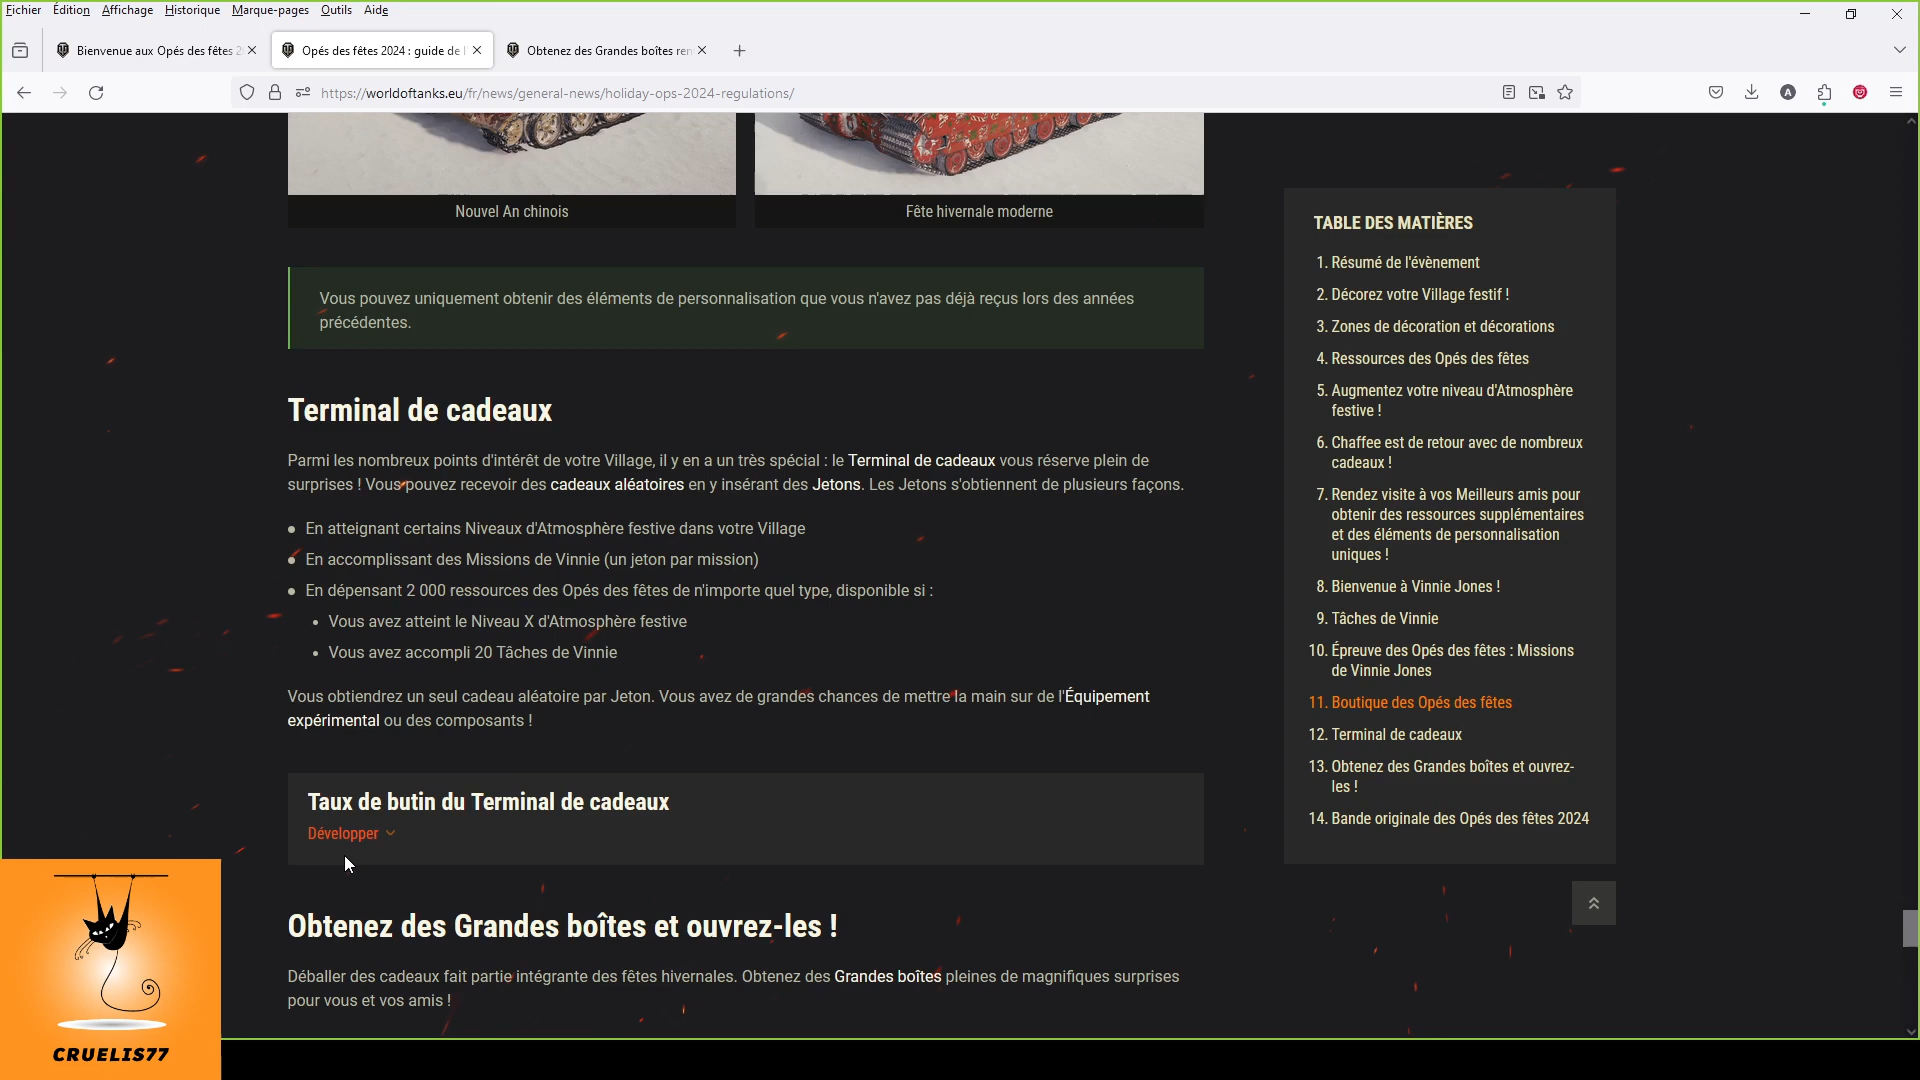 Fichier Édition Affichage Historique Marque-pages Outils Aide
Bienvenue aux Opés des fêtes 2
Opés des fêtes 2024 : guide de l'
Obtenez des Grandes boîtes ren
https://worldoftanks.eu/fr/news/general-news/holiday-ops-2024-regulations/
Nouvel An chinois
Fête hivernale moderne
Vous pouvez uniquement obtenir des éléments de personnalisation que vous n'avez pas déjà reçus lors des années
précédentes.
Terminal de cadeaux
Parmi les nombreux points d'intérêt de votre Village, il y en a un très spécial : le Terminal de cadeaux vous réserve plein de
surprises ! Vous pouvez recevoir des cadeaux aléatoires en y insérant des Jetons. Les Jetons s'obtiennent de plusieurs façons.
En atteignant certains Niveaux d'Atmosphère festive dans votre Village
En accomplissant des Missions de Vinnie (un jeton par mission)
En dépensant 2 000 ressources des Opés des fêtes de n'importe quel type, disponible si :
Vous avez atteint le Niveau X d'Atmosphère festive
Vous avez accompli 20 Tâches de Vinnie
Vous obtiendrez un seul cadeau aléatoire par Jeton. Vous avez de grandes chances de mettre la main sur de l'Équipement
expérimental ou des composants !
Taux de butin du Terminal de cadeaux
Développer
Obtenez des Grandes boîtes et ouvrez-les !
Déballer des cadeaux fait partie intégrante des fêtes hivernales. Obtenez des Grandes boîtes pleines de magnifiques surprises
pour vous et vos amis !
TABLE DES MATIÈRES
1. Résumé de l'évènement
2. Décorez votre Village festif !
3. Zones de décoration et décorations
4. Ressources des Opés des fêtes
5. Augmentez votre niveau d'Atmosphère
festive !
6. Chaffee est de retour avec de nombreux
cadeaux !
7. Rendez visite à vos Meilleurs amis pour
obtenir des ressources supplémentaires
et des éléments de personnalisation
uniques !
8. Bienvenue à Vinnie Jones !
9. Tâches de Vinnie
10. Épreuve des Opés des fêtes : Missions
de Vinnie Jones
11. Boutique des Opés des fêtes
12. Terminal de cadeaux
13. Obtenez des Grandes boîtes et ouvrez-
les !
14. Bande originale des Opés des fêtes 2024
CRUELIS77